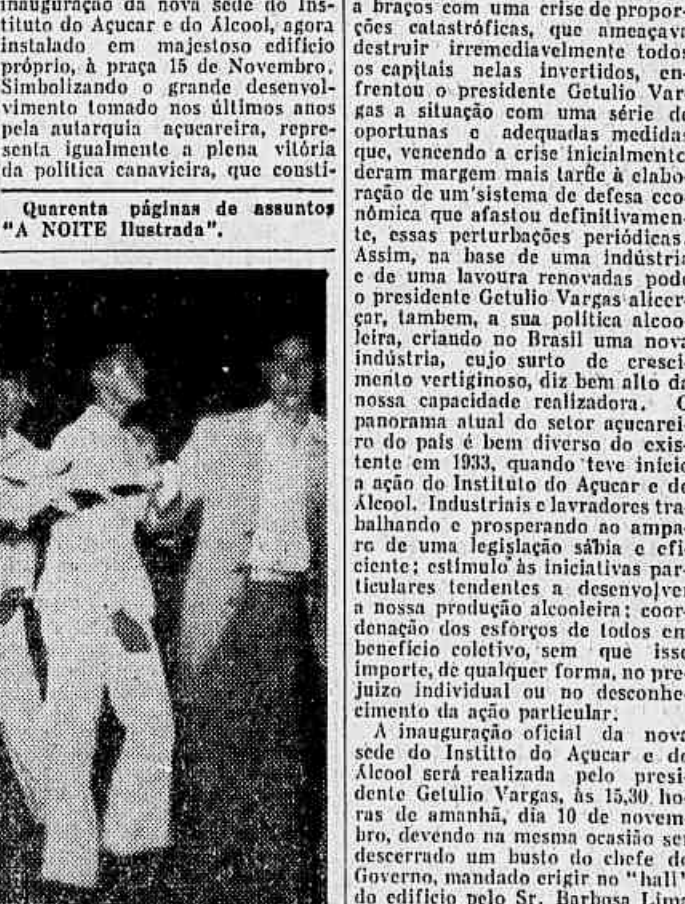 inauguração da nova sede do Ins-
tituto do Açucar e do Álcool, agora
instalado em majestoso edificio
próprio, à praça 15 de Novembro.
Simbolizando o grande desenvol-
vimento tomado nos últimos anos
pela autarquia açucareira, repre-
senta igualmente a plena vitória
da politica canavieira, que consti-
Quarenta páginas de assuntos
"A NOITE Ilustrada".
a braços com uma crise de propor-
ções catastróficas, que ameaçava
destruir irremediavelmente todos
os capitais nelas invertidos, en-
frentou o presidente Getulio Var
gas a situação com uma série de
oportunas e adequadas medidas
que, vencendo a crise inicialmente
deram margem mais tarde à elabo-
ração de um sistema de defesa eco
nômica que afastou definitivamen-
te, essas perturbações periódicas.
Assim, na base de uma indústria
e de uma lavoura renovadas pode
o presidente Getulio Vargas alicer-
çar, tambem, a sua politica alcoo
leira, criando no Brasil uma nova
indústria, cujo surto de cresci-
mento vertiginoso, diz bem alto da
nossa capacidade realizadora. O
panorama atual do setor açucarei-
ro do país é bem diverso do exis-
tente em 1933, quando teve inicio
a ação do Instituto do Açucar e do
Álcool. Industriais e lavradores tra
balhando e prosperando ao ampa-
ro de uma legislação sábia e efi-
ciente; estímulo às iniciativas par-
ticulares tendentes a desenvolver
a nossa produção alcooleira; coor-
denação dos esforços de todos em
beneficio coletivo, sem que isso
importe, de qualquer forma, no pre-
juizo individual ou no desconhe-
cimento da ação particular.
A inauguração oficial da nova
sede do Institto do Açucar e do
Álcool será realizada pelo presi-
dente Getulio Vargas, às 15,30 ho-
ras de amanhã, dia 10 de novem-
bro, devendo na mesma ocasião ser
descerrado um busto do chefe do
Governo, mandado erigir no "hall"
do edificio pelo Sr. Barbosa Lima